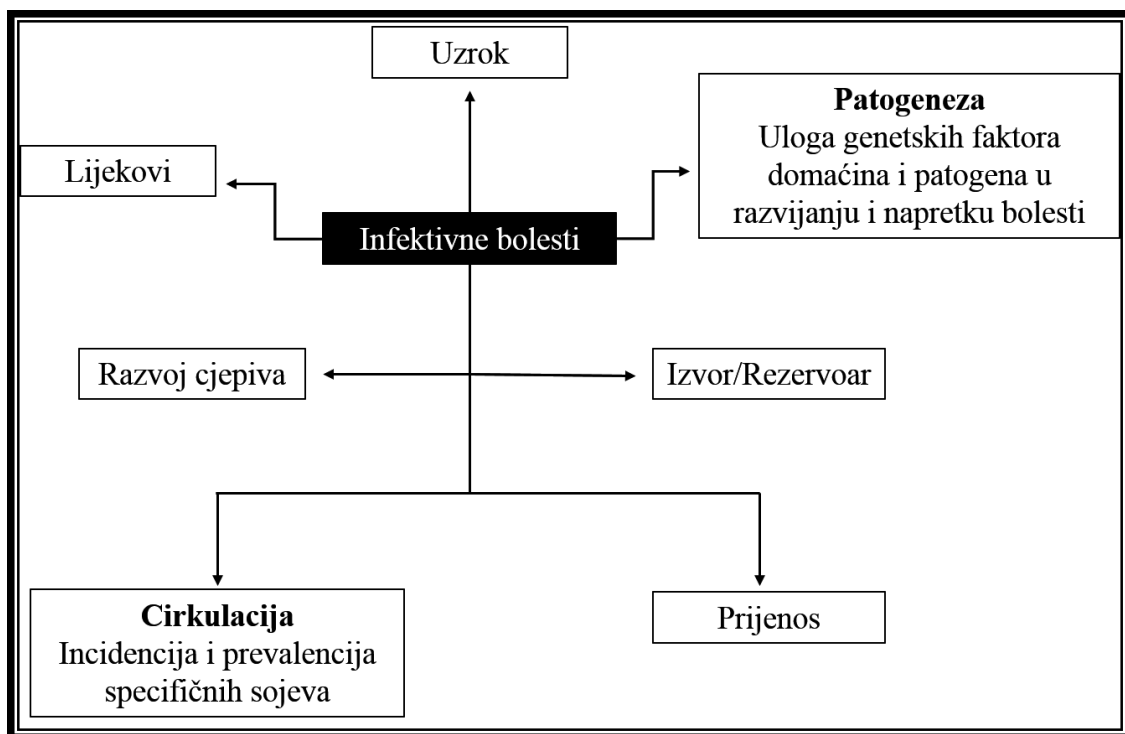 Uzrok
Patogeneza
Uloga genetskih faktora
domaćina i patogena u
razvijanju i napretku bolesti
Lijekovi
Infektivne bolesti
Razvoj cjepiva
Izvor/Rezervoar
Cirkulacija
Incidencija i prevalencija
specifičnih sojeva
Prijenos